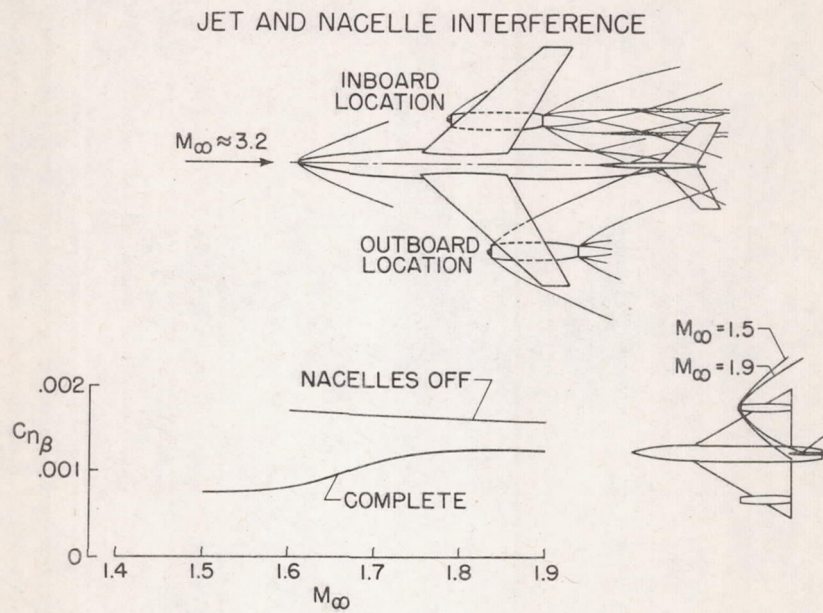 JET AND NACELLE INTERFERENCE
INBOARD
LOCATION
M∞≈3.2
OUTBOARD
LOCATION
M∞=1.5
M∞=1.9
.002
NACELLES OFF
Cnβ
.001
COMPLETE
0
1.4 1.5 1.6 1.7 1.8 1.9
M∞